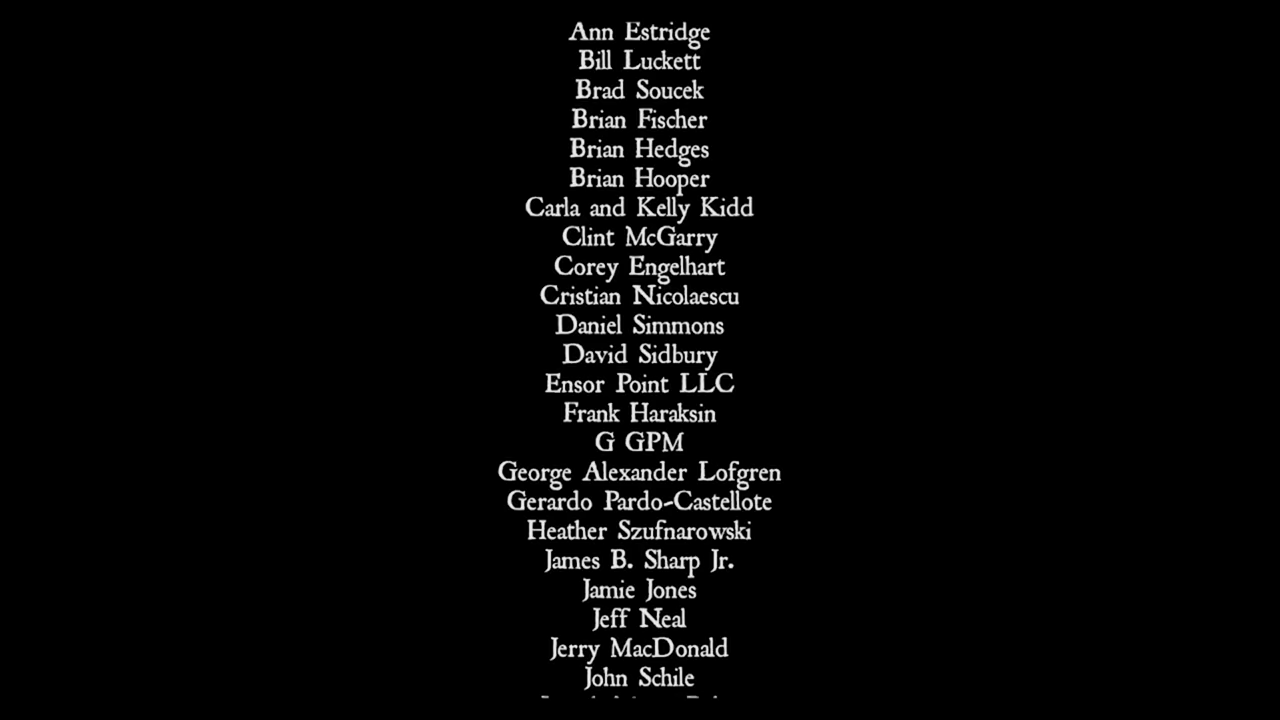 Ann Estridge
Bill Luckett
Brad Soucek
Brian Fischer
Brian Hedges
Brian Hooper
Carla and Kelly Kidd
Clint McGarry
Corey Engelhart
Cristian Nicolaescu
Daniel Simmons
David Sidbury
Ensor Point LLC
Frank Haraksin
G GPM
George Alexander Lofgren
Gerardo Pardo-Castellote
Heather Szufnarowski
James B. Sharp Jr.
Jamie Jones
Jeff Neal
Jerry MacDonald
John Schile